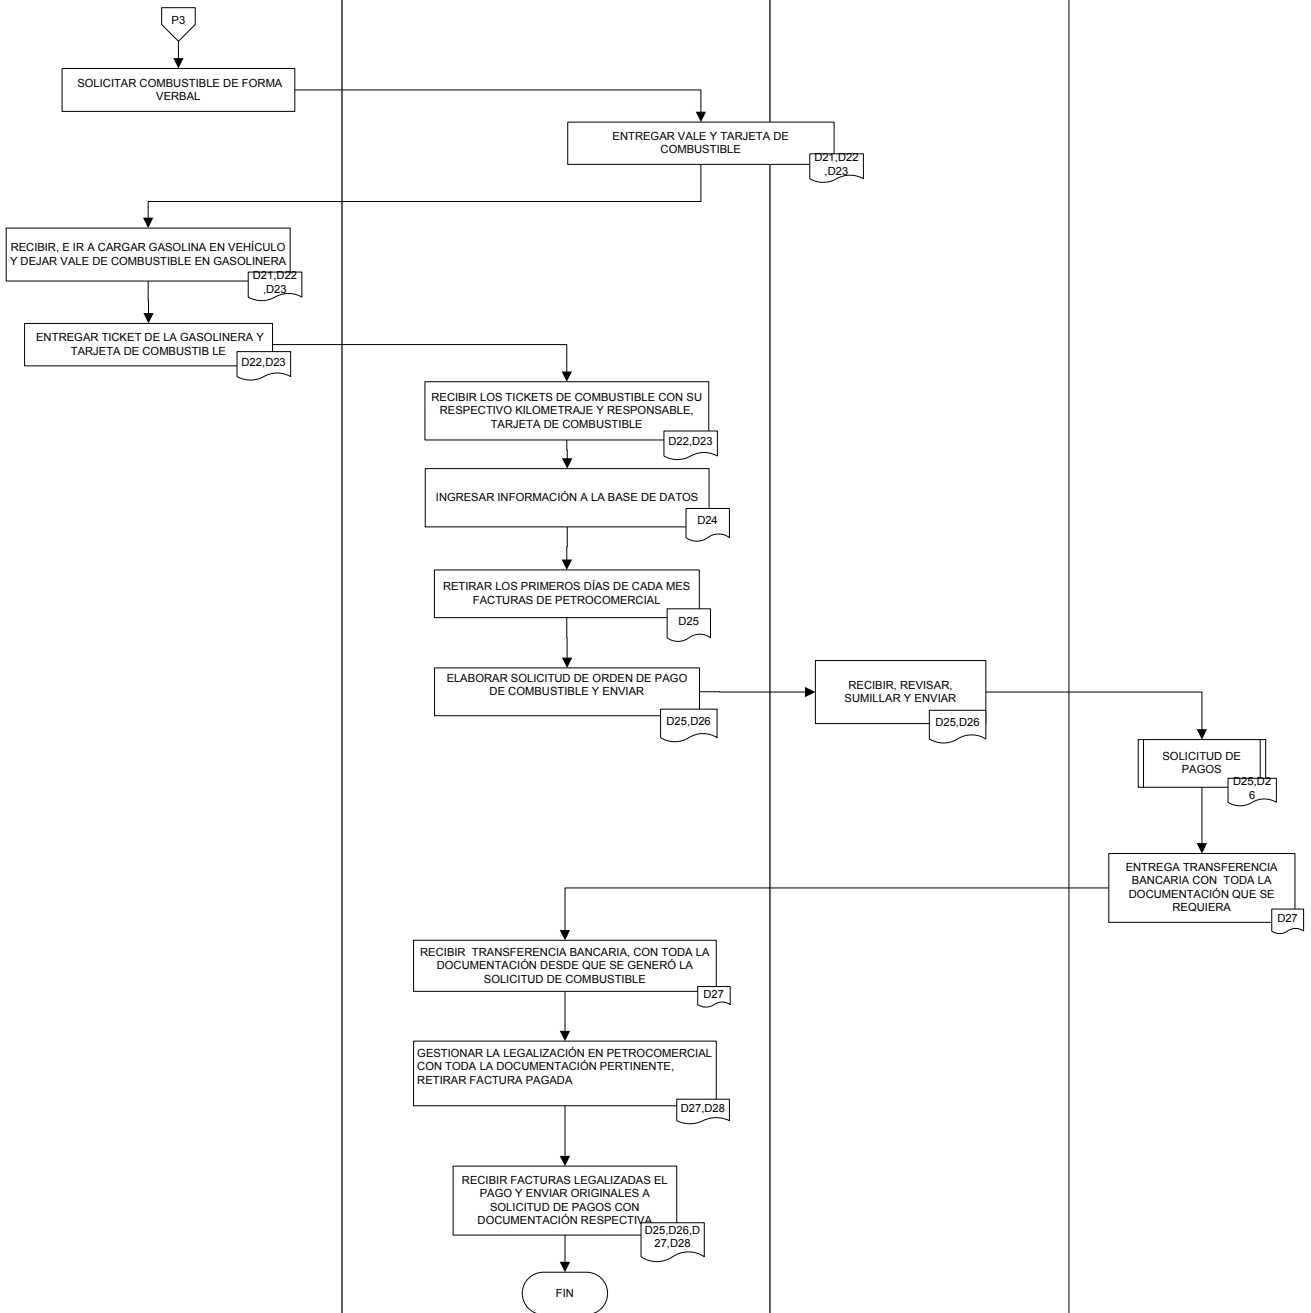 P3
SOLICITAR COMBUSTIBLE DE FORMA
VERBAL
ENTREGAR VALE Y TARJETA DE
COMBUSTIBLE
D21,D22
,D23
RECIBIR, E IR A CARGAR GASOLINA EN VEHÍCULO
Y DEJAR VALE DE COMBUSTIBLE EN GASOLINERA
D21,D22
,D23
ENTREGAR TICKET DE LA GASOLINERA Y
TARJETA DE COMBUSTIB LE
D22,D23
RECIBIR LOS TICKETS DE COMBUSTIBLE CON SU
RESPECTIVO KILOMETRAJE Y RESPONSABLE,
TARJETA DE COMBUSTIBLE
D22,D23
INGRESAR INFORMACIÓN A LA BASE DE DATOS
D24
RETIRAR LOS PRIMEROS DÍAS DE CADA MES
FACTURAS DE PETROCOMERCIAL
D25
ELABORAR SOLICITUD DE ORDEN DE PAGO
DE COMBUSTIBLE Y ENVIAR
D25,D26
RECIBIR, REVISAR,
SUMILLAR Y ENVIAR
D25,D26
SOLICITUD DE
PAGOS
D25,D2
6
ENTREGA TRANSFERENCIA
BANCARIA CON TODA LA
DOCUMENTACIÓN QUE SE
REQUIERA
D27
RECIBIR TRANSFERENCIA BANCARIA, CON TODA LA
DOCUMENTACIÓN DESDE QUE SE GENERÓ LA
SOLICITUD DE COMBUSTIBLE
D27
GESTIONAR LA LEGALIZACIÓN EN PETROCOMERCIAL
CON TODA LA DOCUMENTACIÓN PERTINENTE,
RETIRAR FACTURA PAGADA
D27,D28
RECIBIR FACTURAS LEGALIZADAS EL
PAGO Y ENVIAR ORIGINALES A
SOLICITUD DE PAGOS CON
DOCUMENTACIÓN RESPECTIVA
D25,D26,D
27,D28
FIN